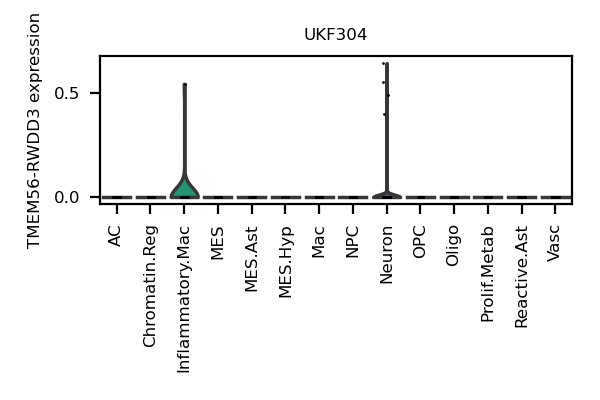 UKF304
TMEM56-RWDD3 expression
0.5
0.0
AC
Chromatin.Reg
Inflammatory.Mac
MES
MES.Ast
MES.Hyp
Mac
NPC
Neuron
OPC
Oligo
Prolif.Metab
Reactive.Ast
Vasc